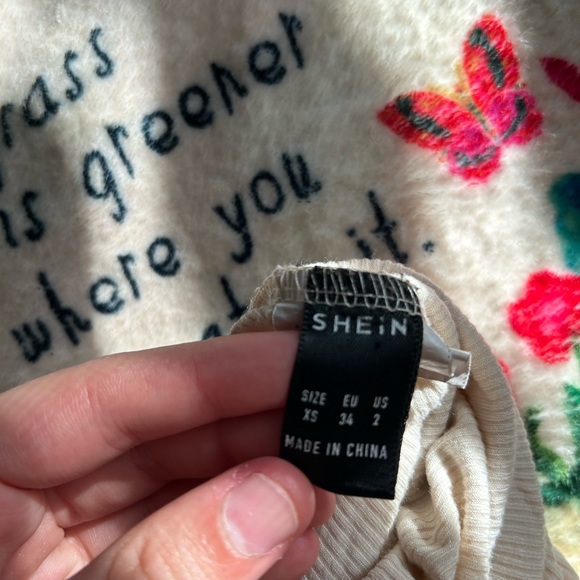 rass
is greener
where you
it.
SHEIN
SIZE EU US
XS 34 2
MADE IN CHINA